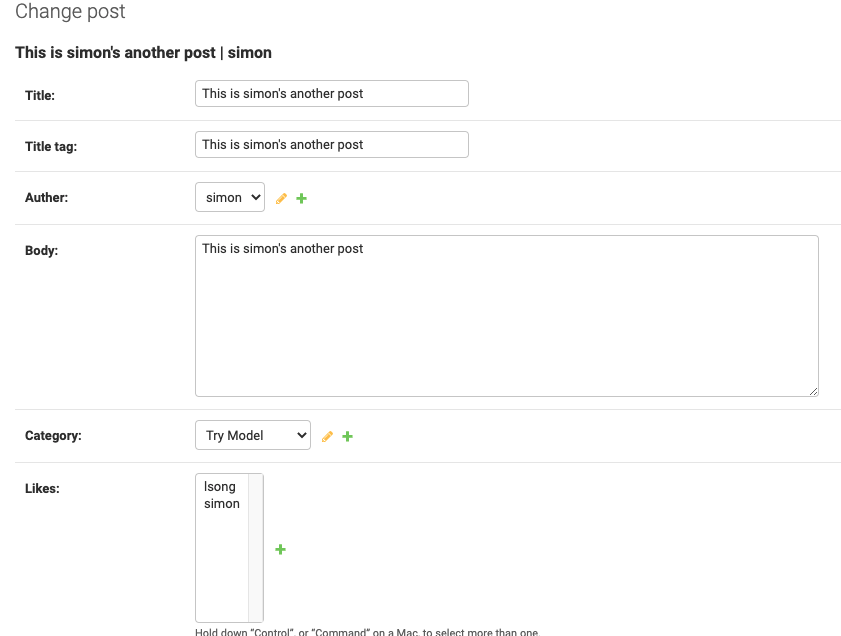 Change post
This is simon's another post | simon
Title: This is simon's another post
Title tag: This is simon's another post
Auther: simon
Body: This is simon's another post
Category: Try Model
Likes: lsong
simon
Hold down “Control”, or “Command” on a Mac, to select more than one.